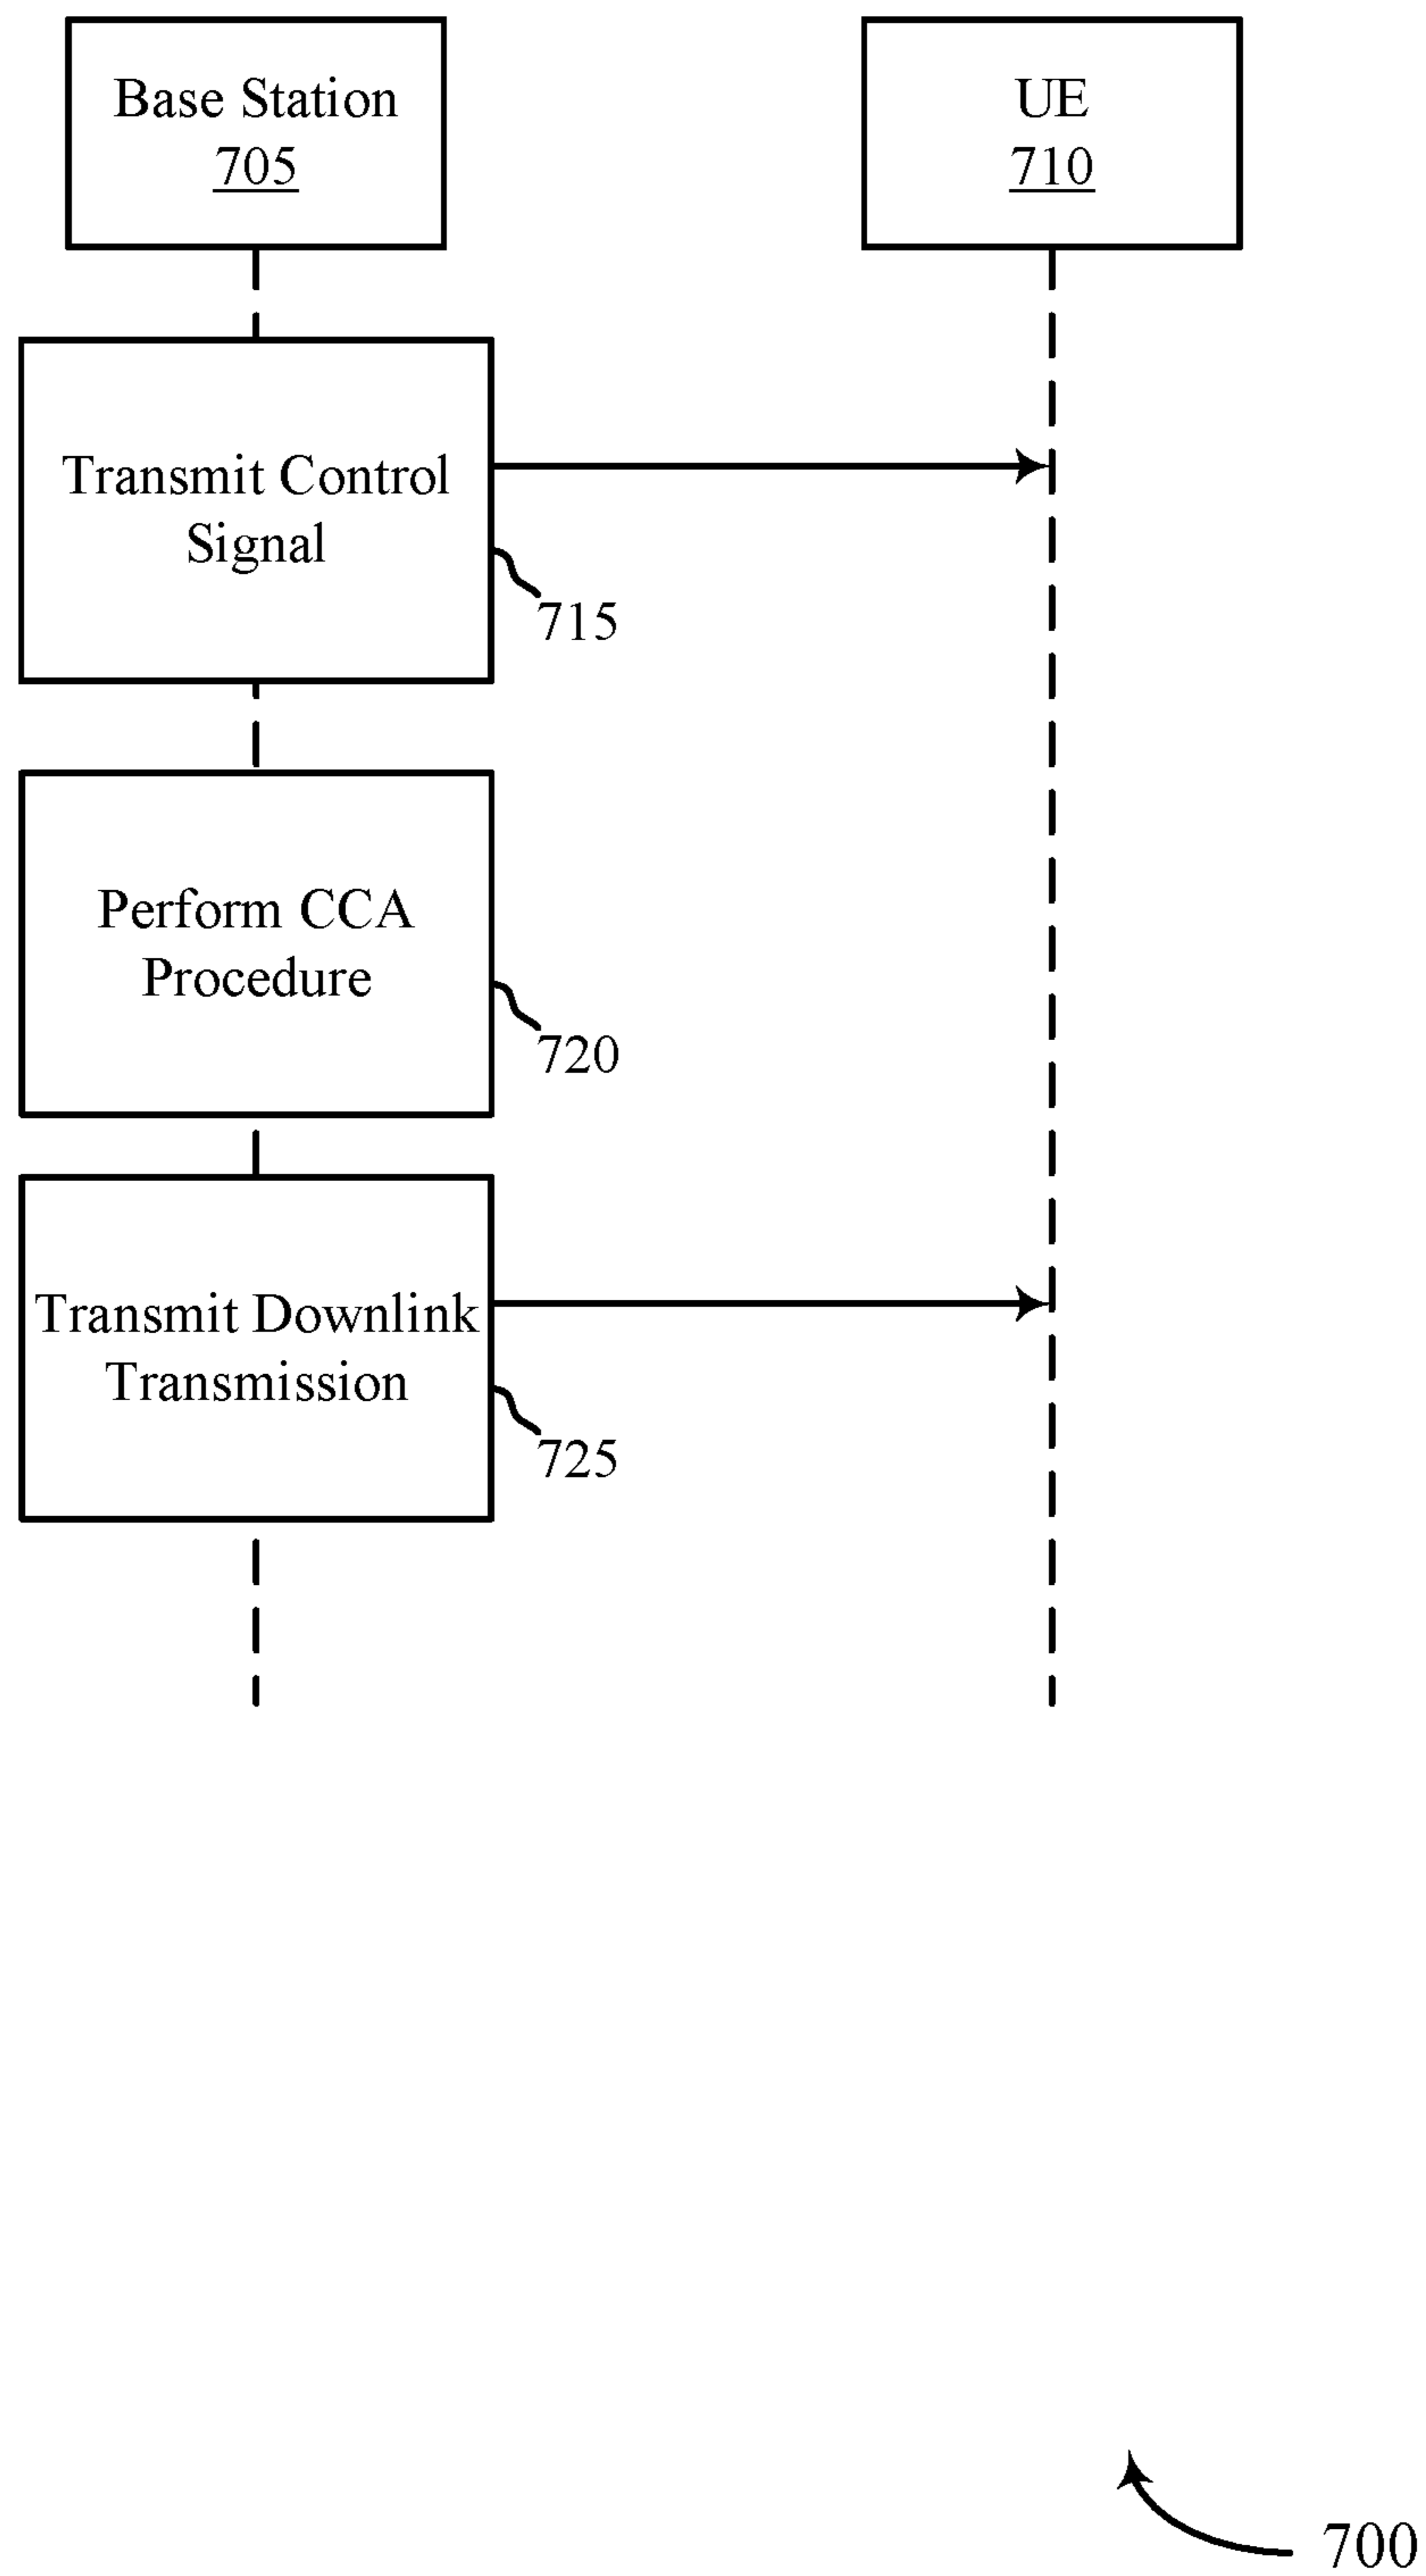 Base Station
705
UE
710
Transmit Control
Signal
715
Perform CCA
Procedure
720
Transmit Downlink
Transmission
725
700